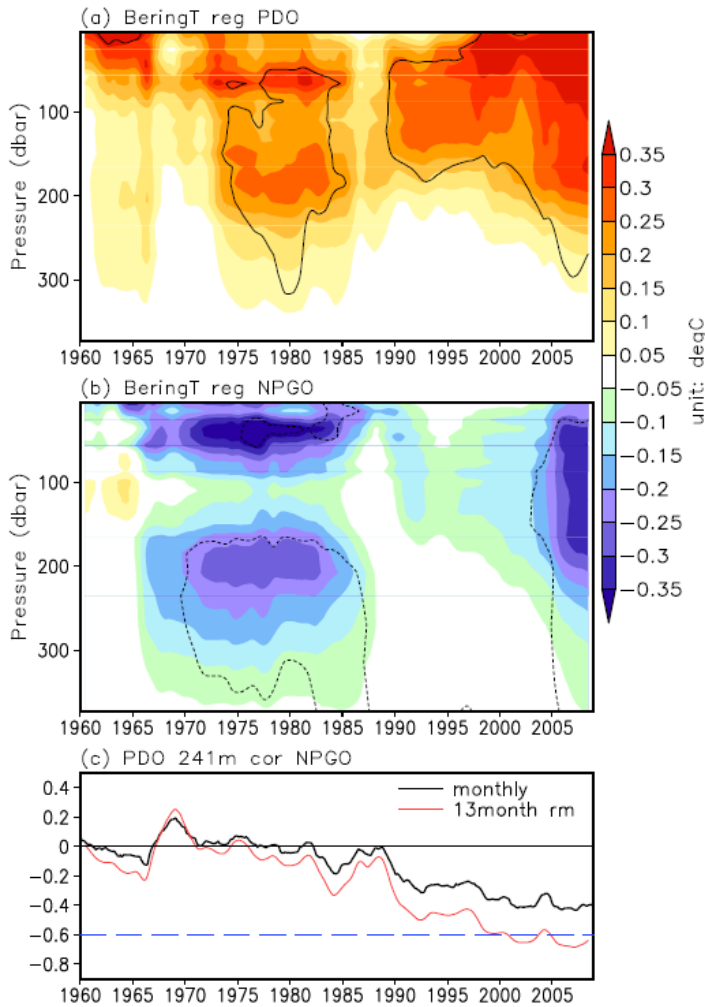 (a) BeringT reg PDO
Pressure (dbar)
100
200
300
1960 1965 1970 1975 1980 1985 1990 1995 2000 2005
0.35
0.3
0.25
0.2
0.15
0.1
0.05
−0.05
−0.1
−0.15
−0.2
−0.25
−0.3
−0.35
unit: deqC
(b) BeringT reg NPGO
Pressure (dbar)
100
200
300
1960 1965 1970 1975 1980 1985 1990 1995 2000 2005
(c) PDO 241m cor NPGO
monthly
13month rm
0.4
0.2
0
−0.2
−0.4
−0.6
−0.8
1960 1965 1970 1975 1980 1985 1990 1995 2000 2005